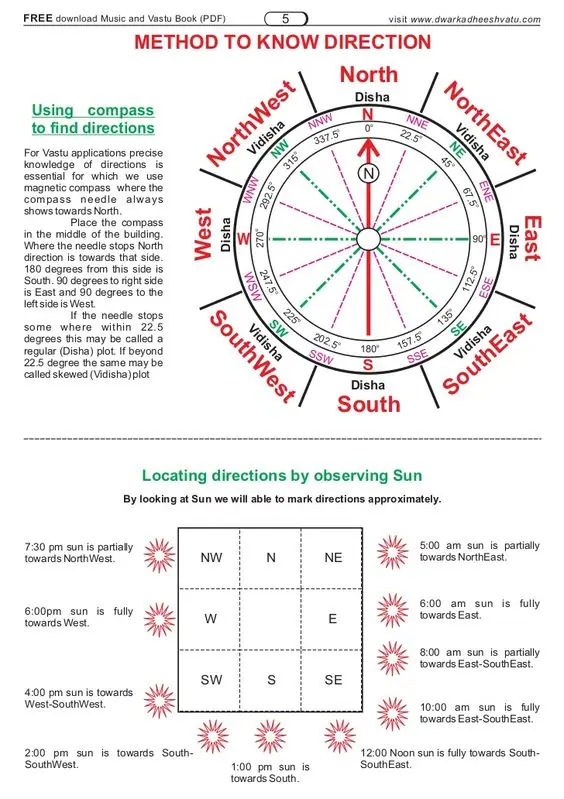 FREE download Music and Vastu Book (PDF)
5
visit www.dwarkadheeshvatu.com
METHOD TO KNOW DIRECTION
Using compass
to find directions
For Vastu applications precise
knowledge of directions is
essential for which we use
magnetic compass where the
compass needle always
shows towards North.
Place the compass
in the middle of the building.
Where the needle stops North
direction is towards that side.
180 degrees from this side is
South. 90 degrees to right side
is East and 90 degrees to the
left side is West.
If the needle stops
some where within 22.5
degrees this may be called a
regular (Disha) plot. If beyond
22.5 degree the same may be
called skewed (Vidisha) plot
North
Disha
N
0°
NNE
22.5°
NorthEast
Vidisha
NE
45°
ENE
67.5°
East
Disha
E
90°
ESE
112.5°
SouthEast
Vidisha
SE
135°
SSE
157.5°
South
Disha
S
180°
SSW
202.5°
SouthWest
Vidisha
SW
225°
WSW
247.5°
West
Disha
W
270°
WNW
292.5°
NorthWest
Vidisha
NW
315°
NNW
337.5°
N
Locating directions by observing Sun
By looking at Sun we will able to mark directions approximately.
7:30 pm sun is partially
towards NorthWest.
6:00pm sun is fully
towards West.
4:00 pm sun is towards
West-SouthWest.
2:00 pm sun is towards South-
SouthWest.
NW N NE
W E
SW S SE
1:00 pm sun is
towards South.
5:00 am sun is partially
towards NorthEast.
6:00 am sun is fully
towards East.
8:00 am sun is partially
towards East-SouthEast.
10:00 am sun is fully
towards East-SouthEast.
12:00 Noon sun is fully towards South-
SouthEast.